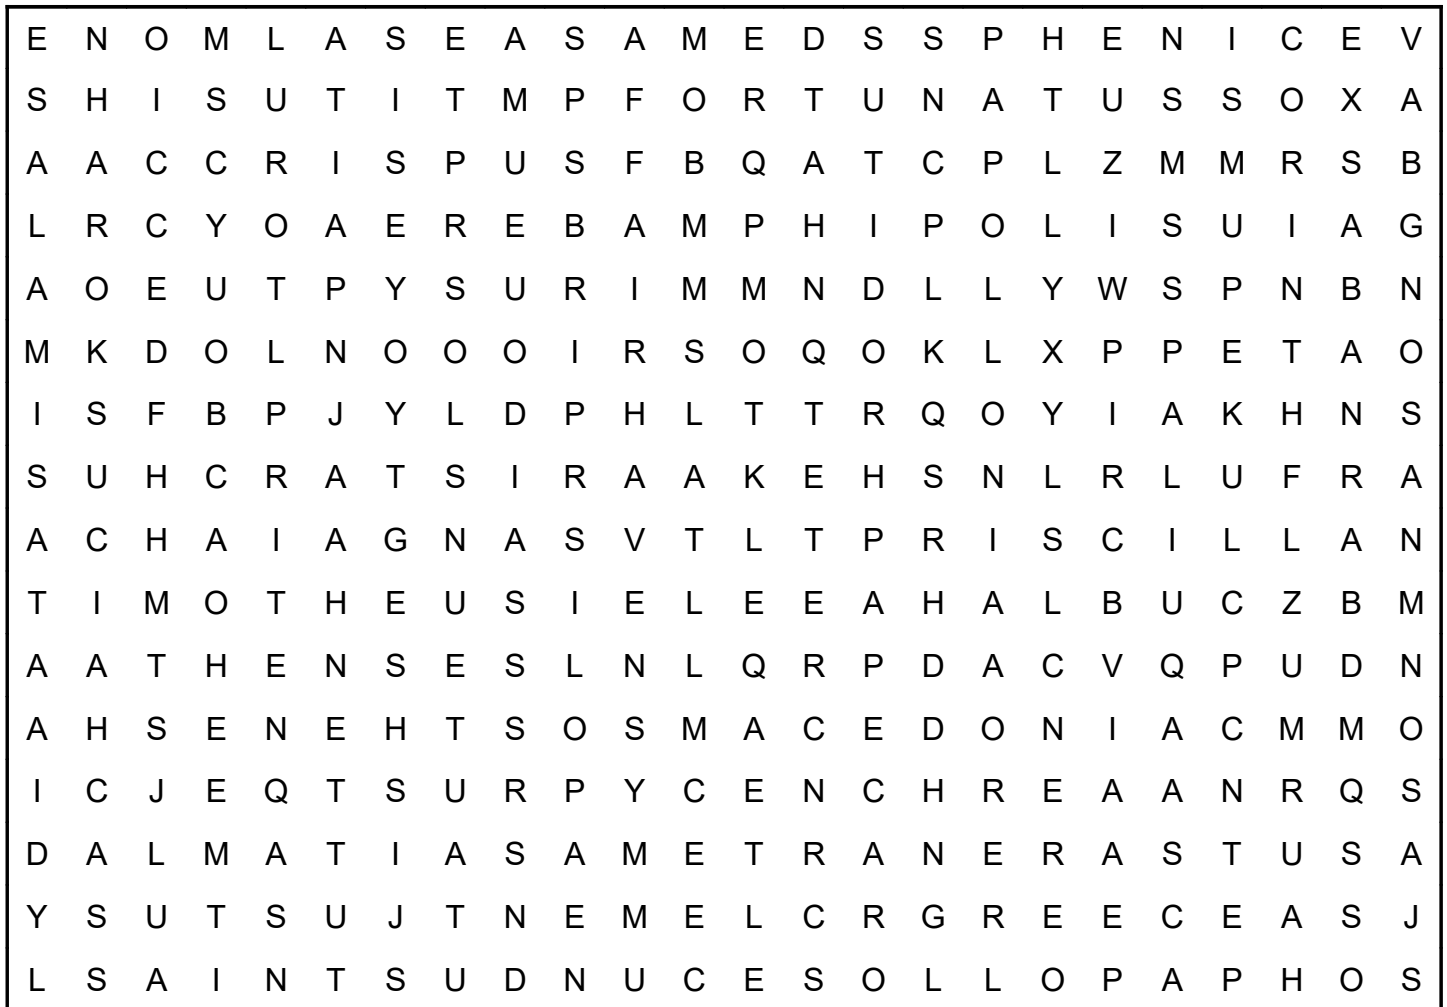 E N O M L A S E A S A M E D S S P H E N I C E V
S H I S U T I T M P F O R T U N A T U S S O X A
A A C C R I S P U S F B Q A T C P L Z M M R S B
L R C Y O A E R E B A M P H I P O L I S U I A G
A O E U T P Y S U R I M M N D L L Y W S P N B N
M K D O L N O O O I R S O Q O K L X P P E T A O
I S F B P J Y L D P H L T T R Q O Y I A K H N S
S U H C R A T S I R A A K E H S N L R L U F R A
A C H A I A G N A S V T L T P R I S C I L L A N
T I M O T H E U S I E L E E A H A L B U C Z B M
A A T H E N S E S L N L Q R P D A C V Q P U D N
A H S E N E H T S O S M A C E D O N I A C M M O
I C J E Q T S U R P Y C E N C H R E A A N R Q S
D A L M A T I A S A M E T R A N E R A S T U S A
Y S U T S U J T N E M E L C R G R E E C E A S J
L S A I N T S U D N U C E S O L L O P A P H O S